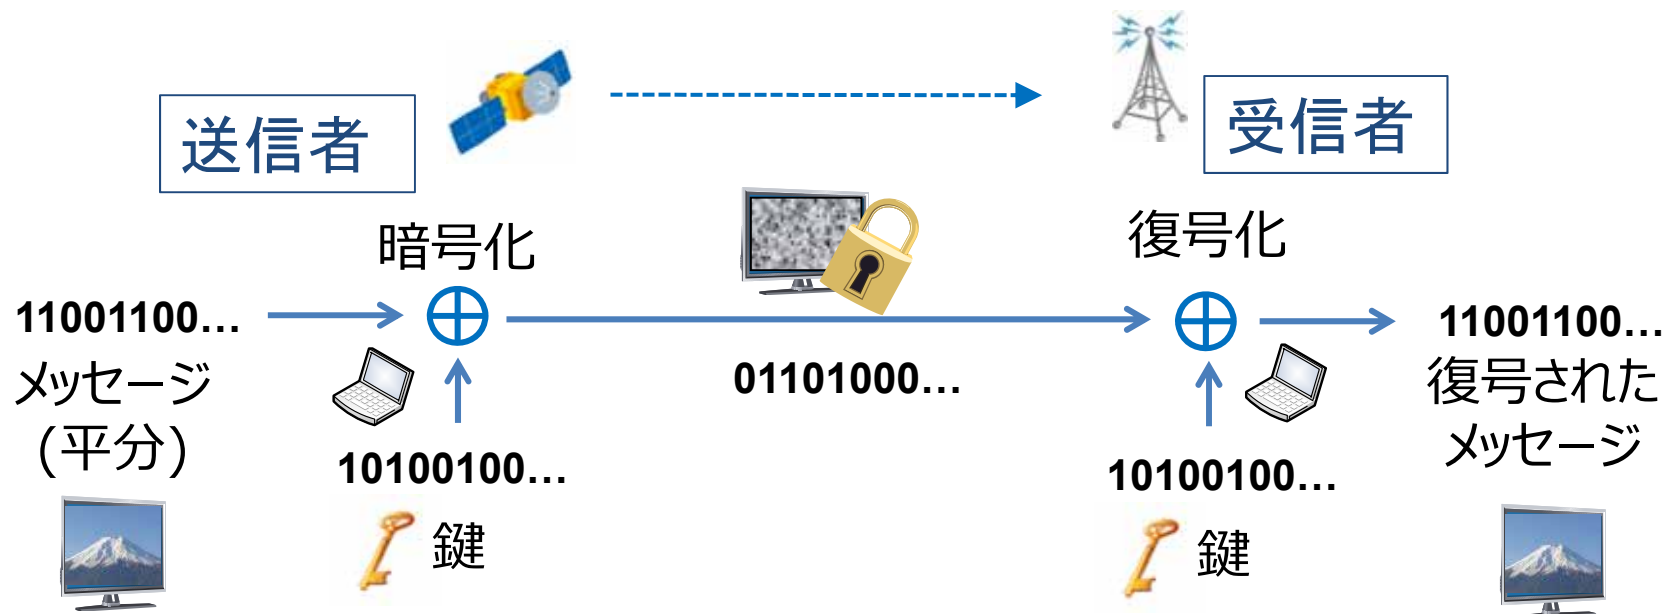 送信者
受信者
暗号化
復号化
11001100…
メッセージ
(平分)
10100100…
鍵
01101000…
10100100…
鍵
11001100…
復号された
メッセージ